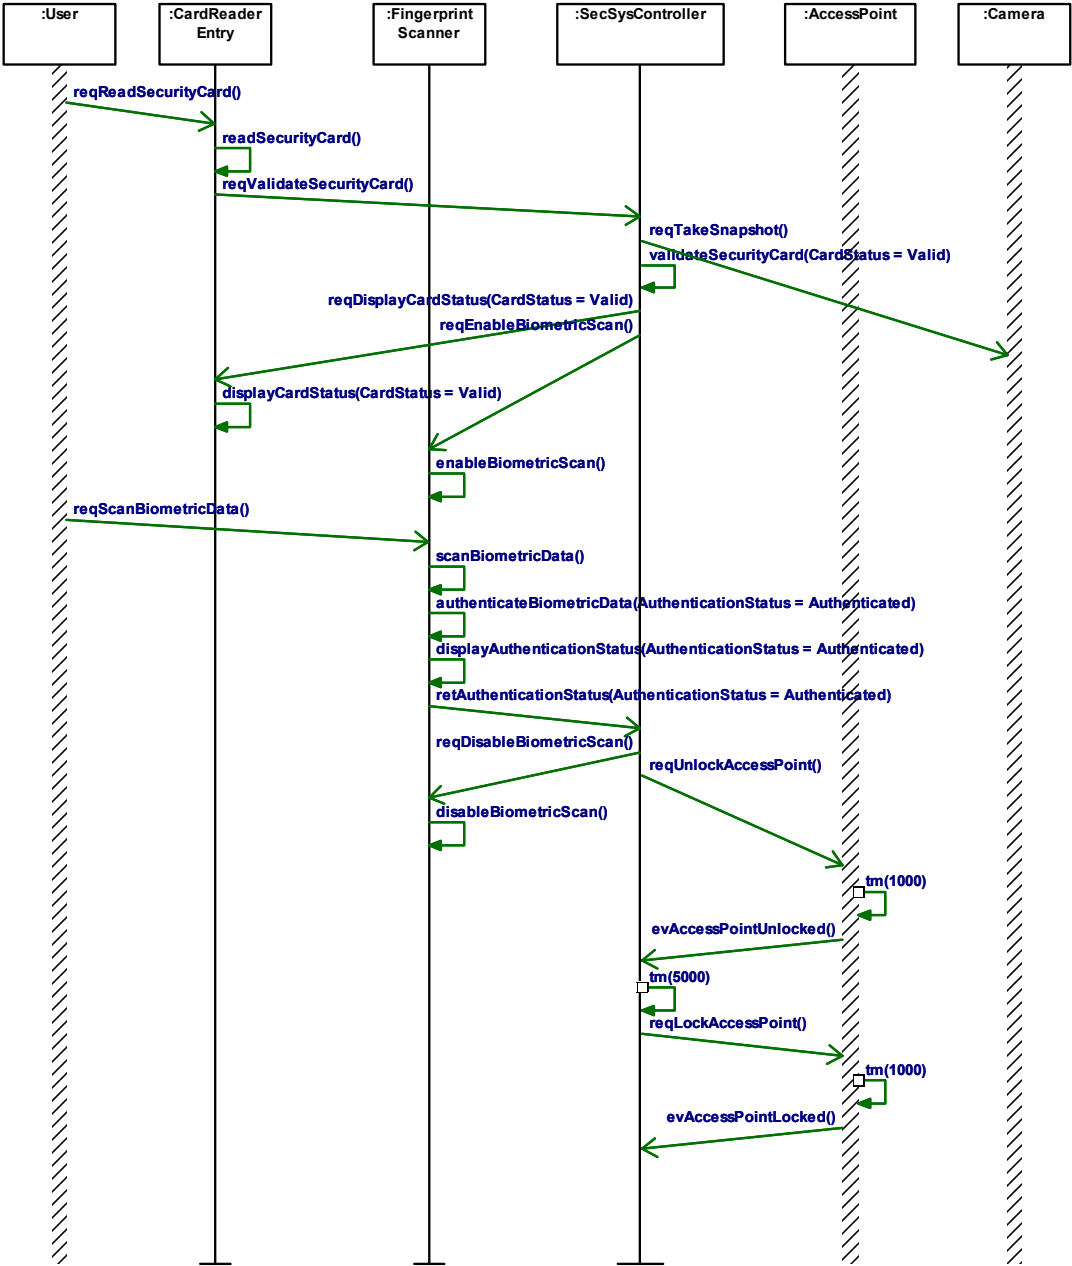 :User
:CardReader
Entry
:Fingerprint
Scanner
:SecSysController
:AccessPoint
:Camera
reqReadSecurityCard()
readSecurityCard()
reqValidateSecurityCard()
reqTakeSnapshot()
validateSecurityCard(CardStatus = Valid)
reqDisplayCardStatus(CardStatus = Valid)
reqEnableBiometricScan()
displayCardStatus(CardStatus = Valid)
enableBiometricScan()
reqScanBiometricData()
scanBiometricData()
authenticateBiometricData(AuthenticationStatus = Authenticated)
displayAuthenticationStatus(AuthenticationStatus = Authenticated)
retAuthenticationStatus(AuthenticationStatus = Authenticated)
reqDisableBiometricScan()
reqUnlockAccessPoint()
disableBiometricScan()
tm(1000)
evAccessPointUnlocked()
tm(5000)
reqLockAccessPoint()
tm(1000)
evAccessPointLocked()